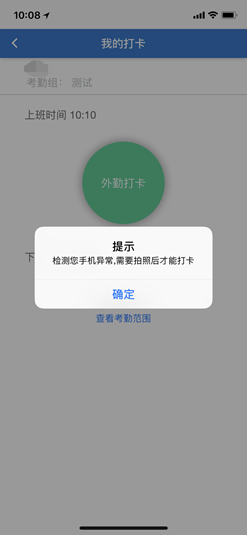 10:08
我的打卡
考勤组： 测试
上班时间 10:10
外勤打卡
提示
检测您手机异常,需要拍照后才能打卡
下
确定
查看考勤范围